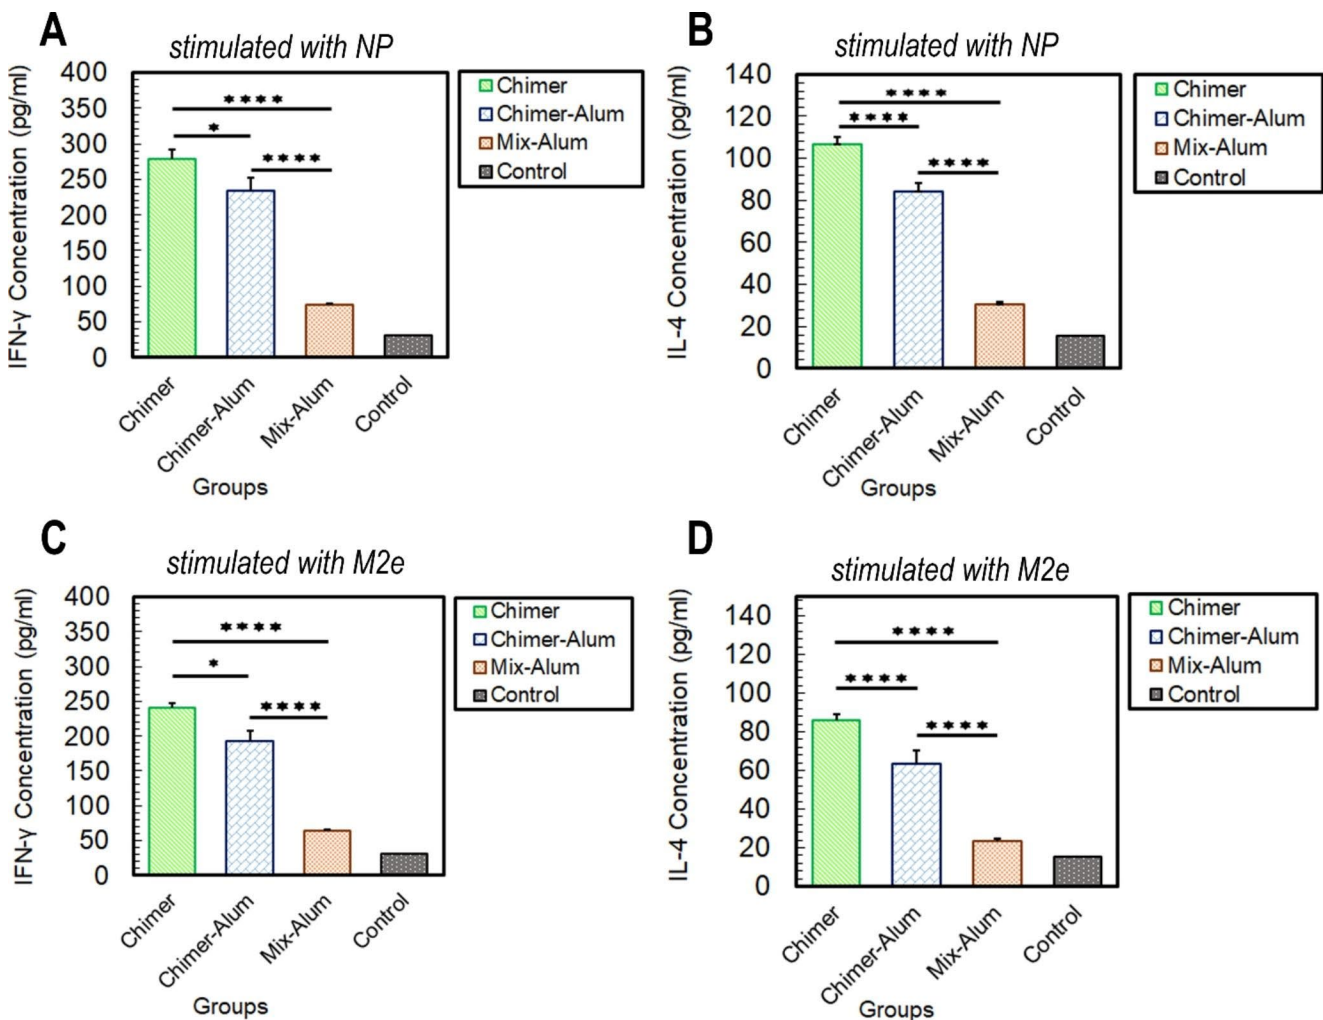 A
stimulated with NP
IFN-γ Concentration (pg/ml)
400
350
300
250
200
150
100
50
0
****
*
****
Chimer
Chimer-Alum
Mix-Alum
Control
Groups
Chimer
Chimer-Alum
Mix-Alum
Control
B
stimulated with NP
IL-4 Concentration (pg/ml)
140
120
100
80
60
40
20
0
****
****
****
Chimer
Chimer-Alum
Mix-Alum
Control
Groups
Chimer
Chimer-Alum
Mix-Alum
Control
C
stimulated with M2e
IFN-γ Concentration (pg/ml)
400
350
300
250
200
150
100
50
0
****
*
****
Chimer
Chimer-Alum
Mix-Alum
Control
Groups
Chimer
Chimer-Alum
Mix-Alum
Control
D
stimulated with M2e
IL-4 Concentration (pg/ml)
140
120
100
80
60
40
20
0
****
****
****
Chimer
Chimer-Alum
Mix-Alum
Control
Groups
Chimer
Chimer-Alum
Mix-Alum
Control